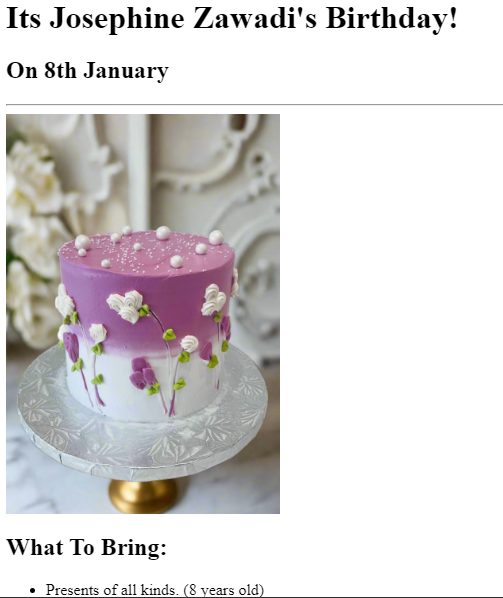 Its Josephine Zawadi's Birthday!
On 8th January
What To Bring:
Presents of all kinds. (8 years old)